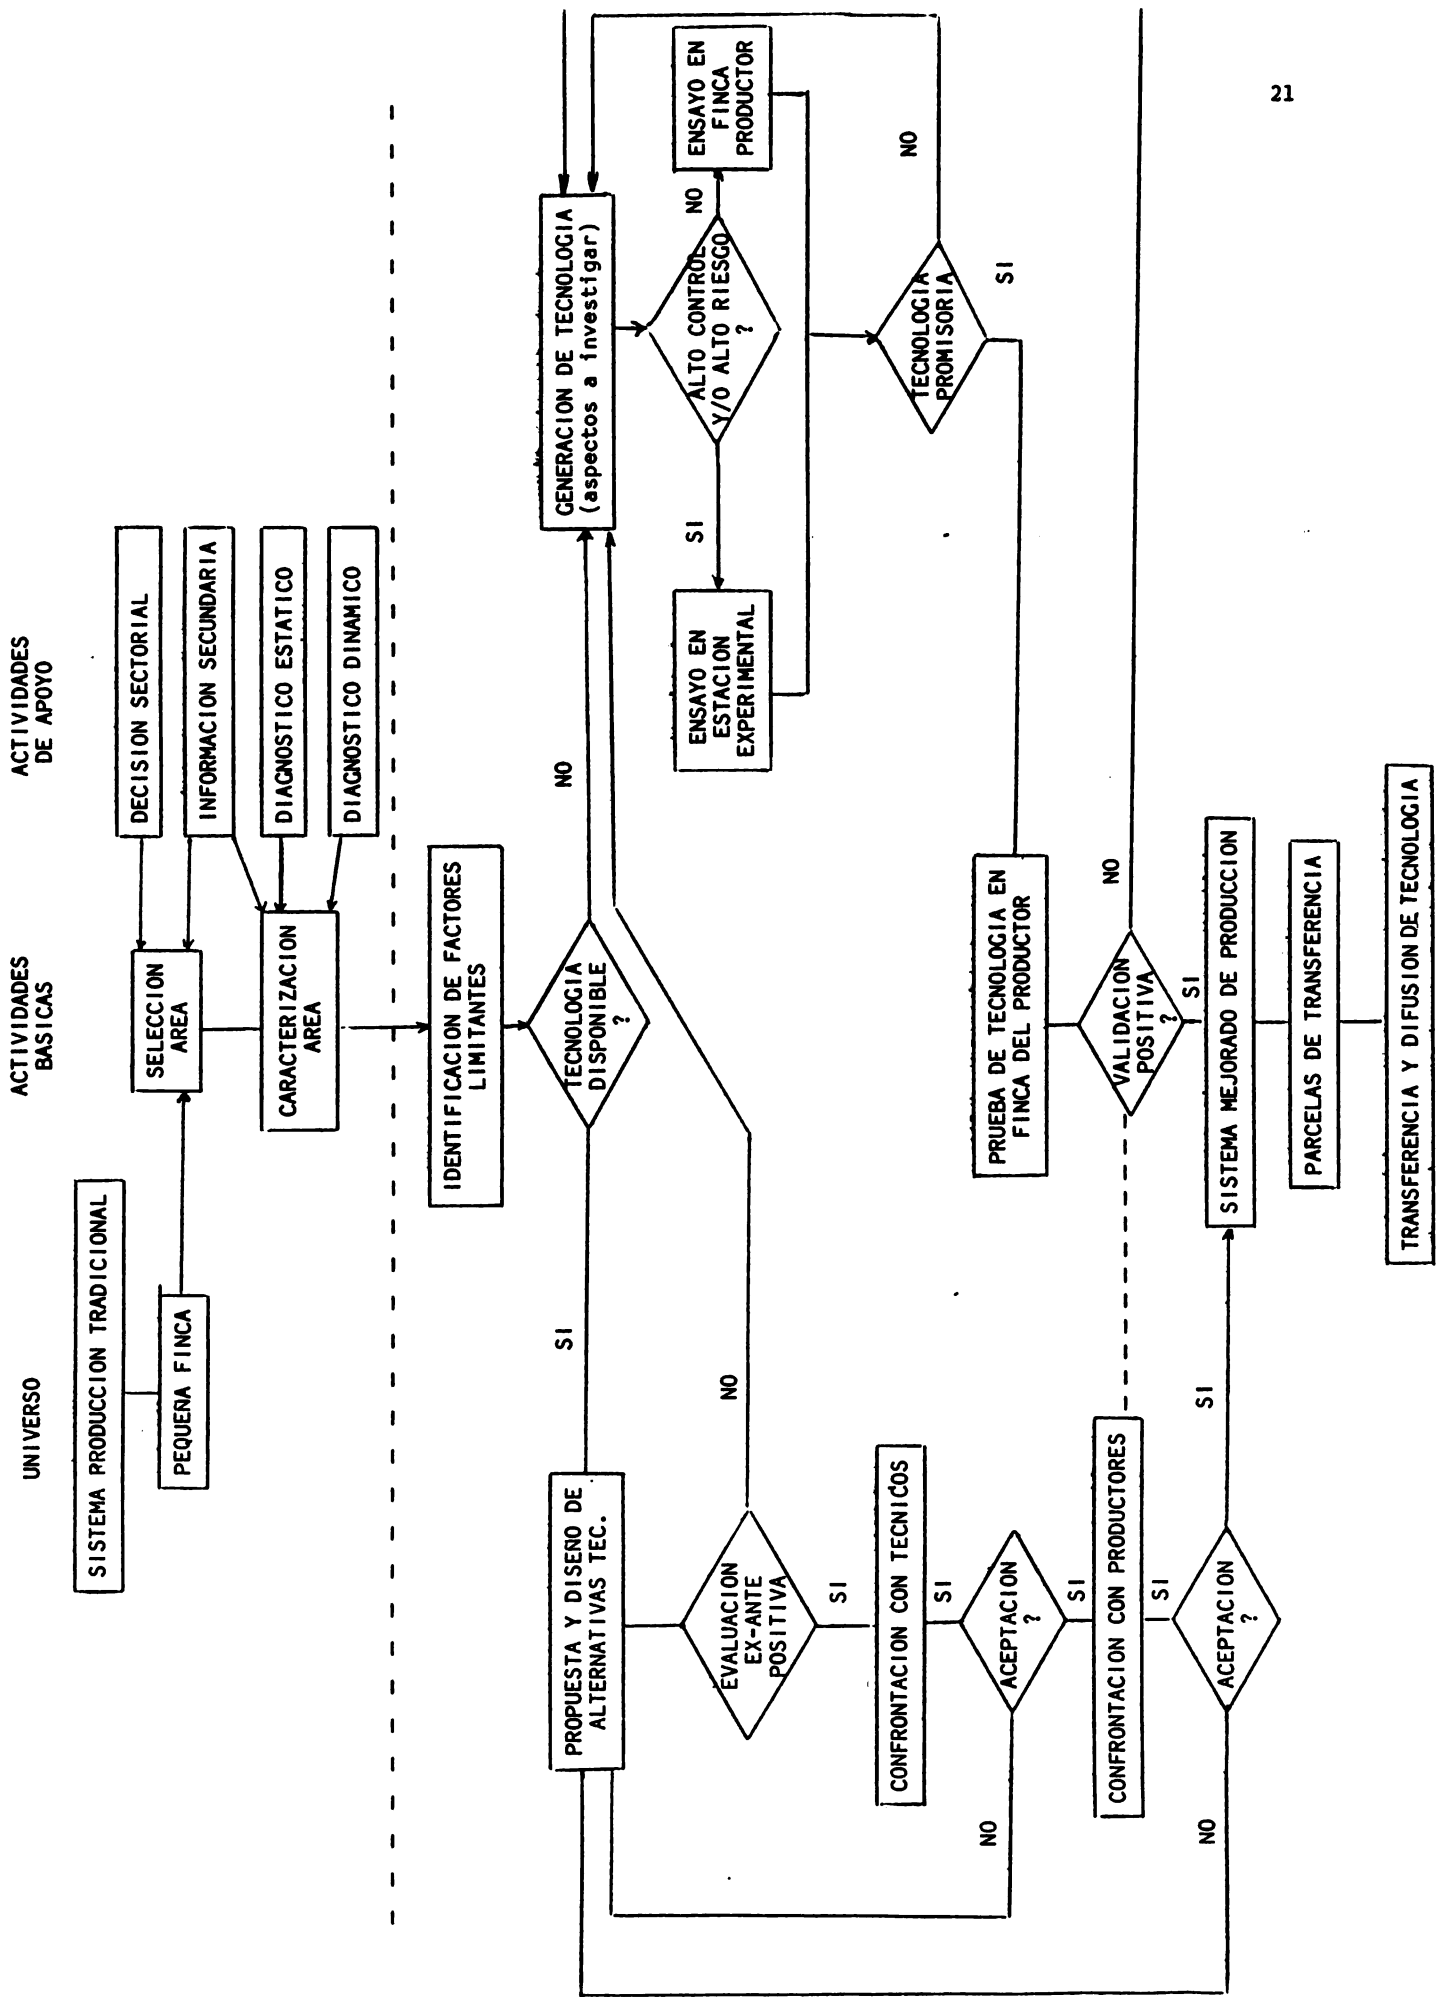 21
UNIVERSO
ACTIVIDADES
BASICAS
ACTIVIDADES
DE APOYO
SISTEMA PRODUCCION TRADICIONAL
PEQUEÑA FINCA
SELECCION
AREA
CARACTERIZACION
AREA
DECISION SECTORIAL
INFORMACION SECUNDARIA
DIAGNOSTICO ESTATICO
DIAGNOSTICO DINAMICO
IDENTIFICACION DE FACTORES
LIMITANTES
TECNOLOGIA
DISPONIBLE
?
SI
NO
PROPUESTA Y DISEÑO DE
ALTERNATIVAS TEC.
GENERACION DE TECNOLOGIA
(aspectos a investigar)
EVALUACION
EX-ANTE
POSITIVA
NO
SI
ALTO CONTROL
Y/O ALTO RIESGO
?
SI
NO
ENSAYO EN
ESTACION
EXPERIMENTAL
ENSAYO EN
FINCA
PRODUCTOR
CONFRONTACION CON TECNICOS
SI
TECNOLOGIA
PROMISORIA
NO
SI
ACEPTACION
?
NO
SI
PRUEBA DE TECNOLOGIA EN
FINCA DEL PRODUCTOR
CONFRONTACION CON PRODUCTORES
SI
VALIDACION
POSITIVA
?
NO
SI
ACEPTACION
?
NO
SI
SISTEMA MEJORADO DE PRODUCCION
PARCELAS DE TRANSFERENCIA
TRANSFERENCIA Y DIFUSION DE TECNOLOGIA